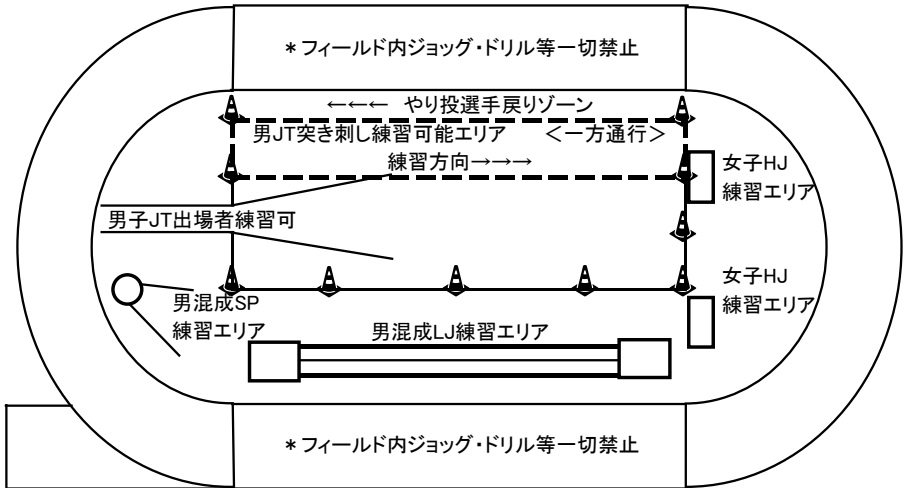 ＊フィールド内ジョッグ・ドリル等一切禁止
←←← やり投選手戻りゾーン
男JT突き刺し練習可能エリア ＜一方通行＞
練習方向→→→
女子HJ
練習エリア
男子JT出場者練習可
女子HJ
練習エリア
男混成SP
練習エリア
男混成LJ練習エリア
＊フィールド内ジョッグ・ドリル等一切禁止